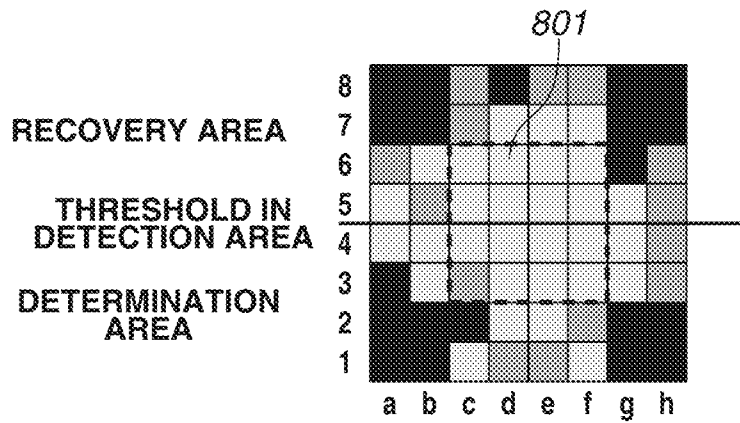 801
8
7
RECOVERY AREA
6
5
THRESHOLD IN
DETECTION AREA
4
3
DETERMINATION
AREA
2
1
a b c d e f g h